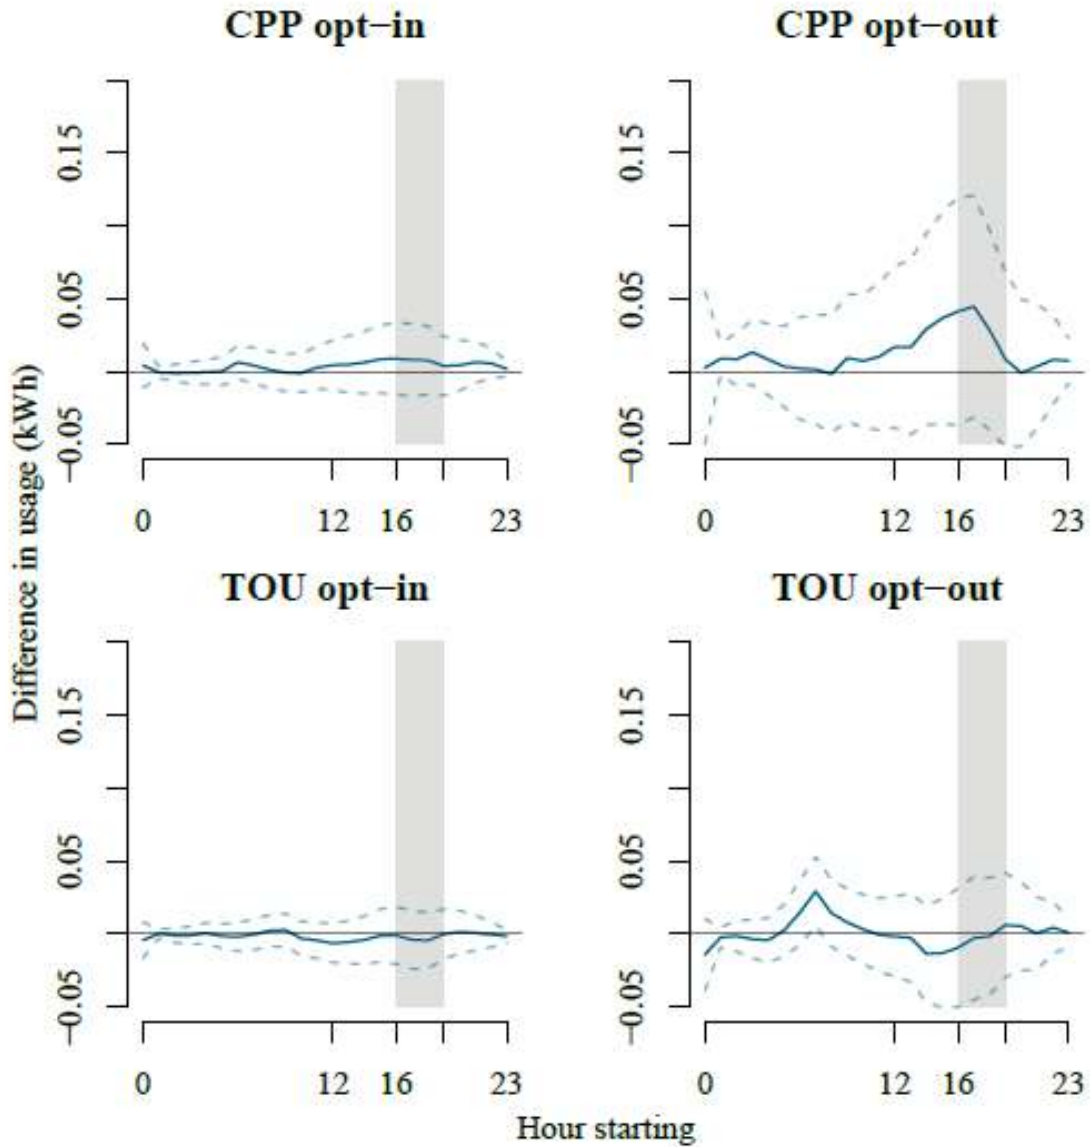 CPP opt−in
CPP opt−out
0.15
0.05
−0.05
0.15
0.05
−0.05
0 12 16 23
0 12 16 23
Difference in usage (kWh)
TOU opt−in
TOU opt−out
0.15
0.05
−0.05
0.15
0.05
−0.05
0 12 16 23
0 12 16 23
Hour starting